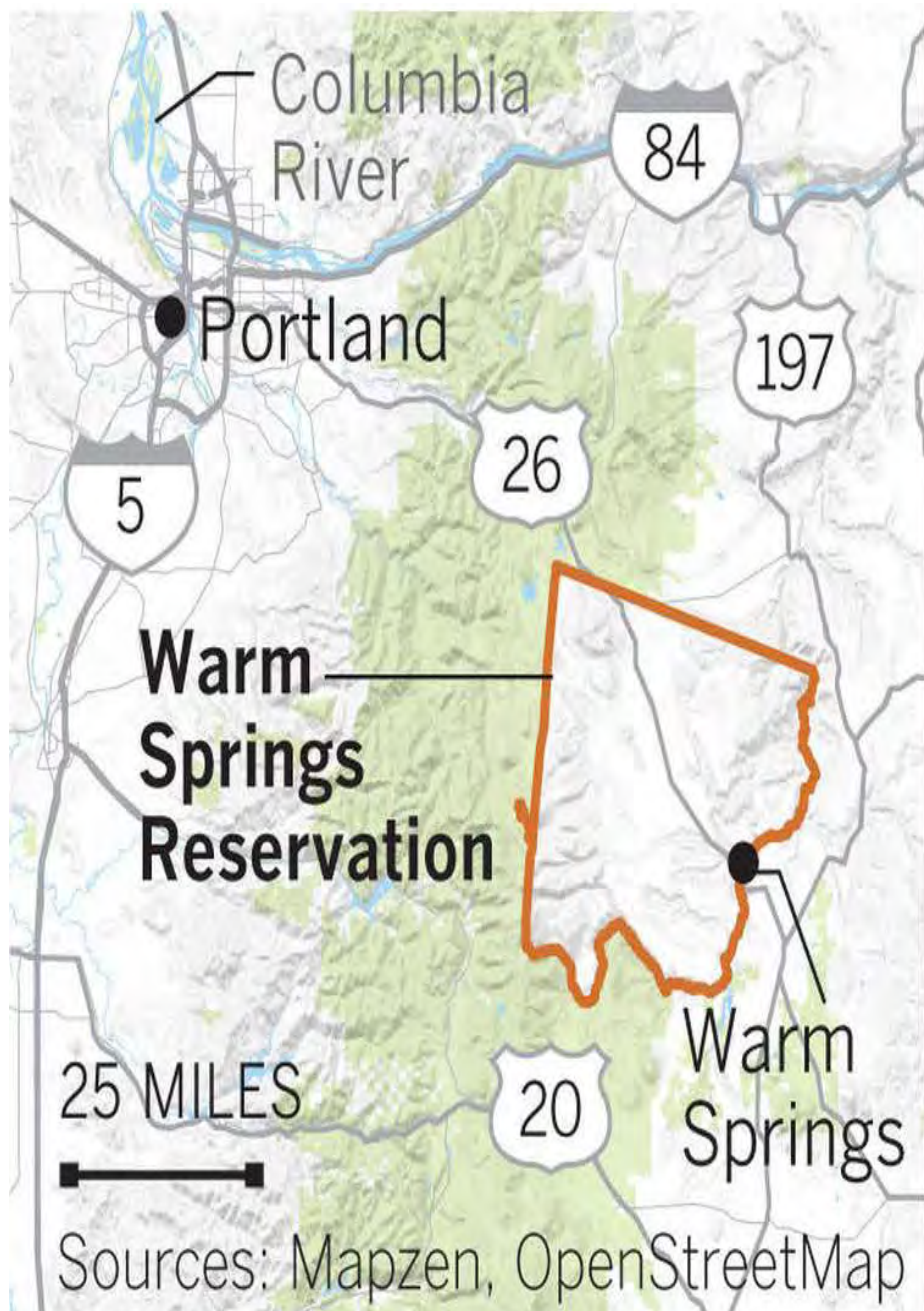 Columbia
River
84
Portland
197
26
5
Warm
Springs
Reservation
Warm
Springs
25 MILES
20
Sources: Mapzen, OpenStreetMap